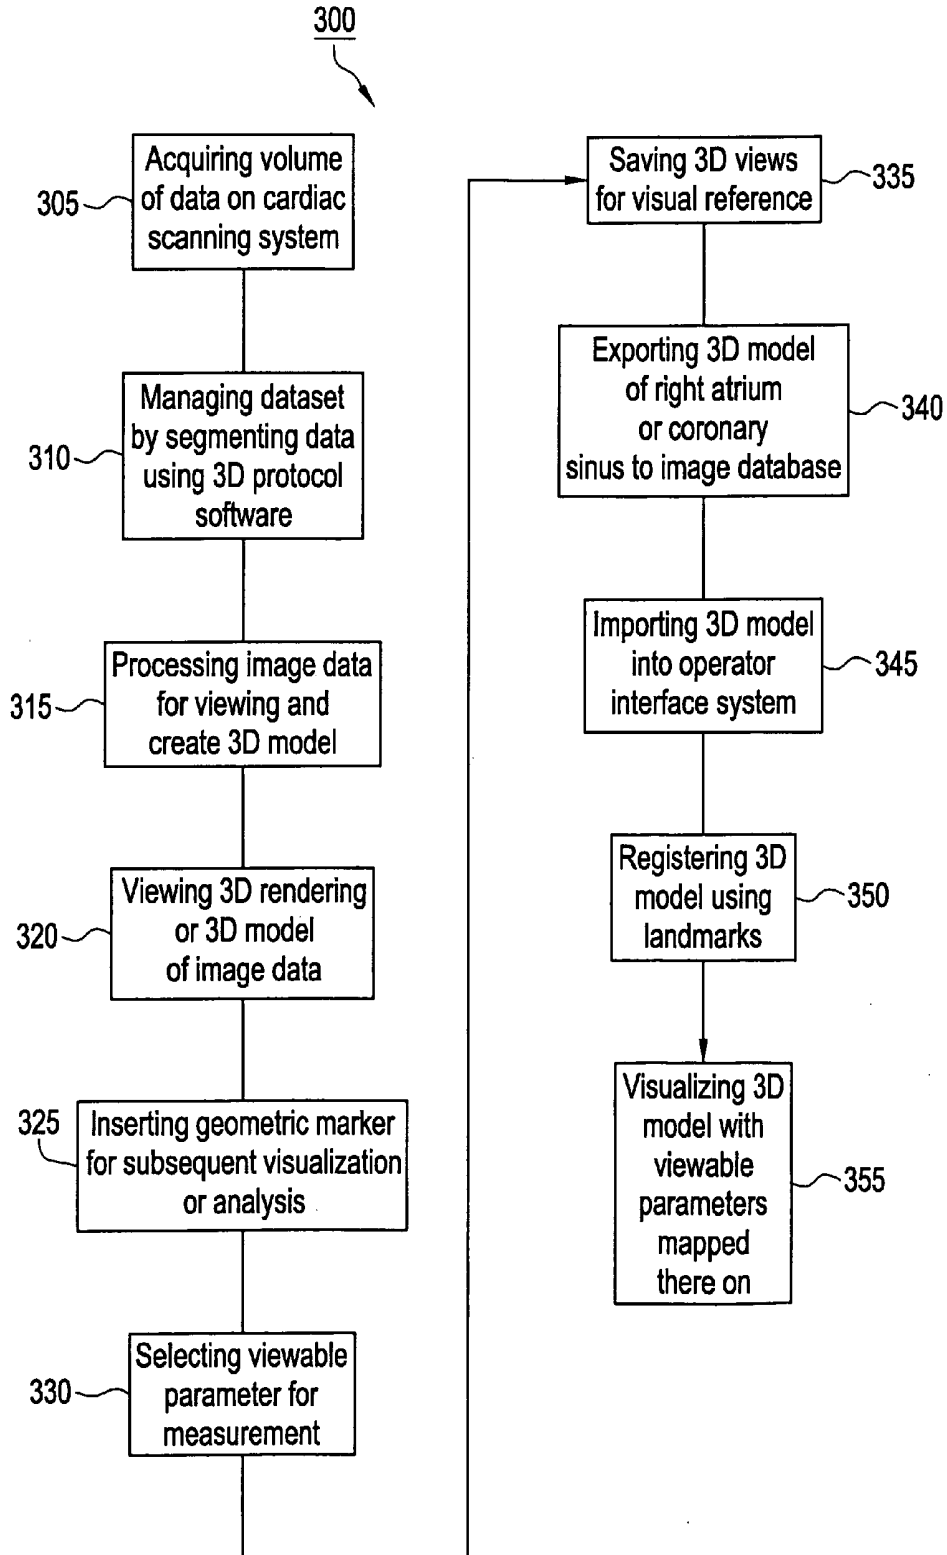 300
305
Acquiring volume
of data on cardiac
scanning system
310
Managing dataset
by segmenting data
using 3D protocol
software
315
Processing image data
for viewing and
create 3D model
320
Viewing 3D rendering
or 3D model
of image data
325
Inserting geometric marker
for subsequent visualization
or analysis
330
Selecting viewable
parameter for
measurement
Saving 3D views
for visual reference
335
Exporting 3D model
of right atrium
or coronary
sinus to image database
340
Importing 3D model
into operator
interface system
345
Registering 3D
model using
landmarks
350
Visualizing 3D
model with
viewable
parameters
mapped
there on
355